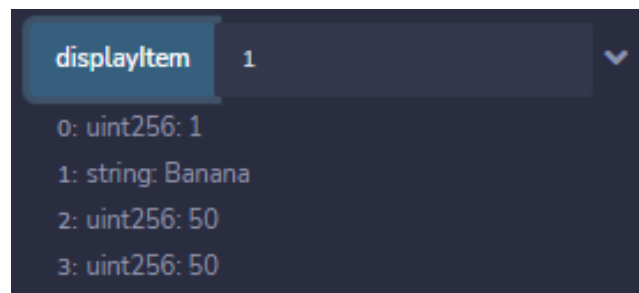 displayItem 1
0: uint256: 1
1: string: Banana
2: uint256: 50
3: uint256: 50